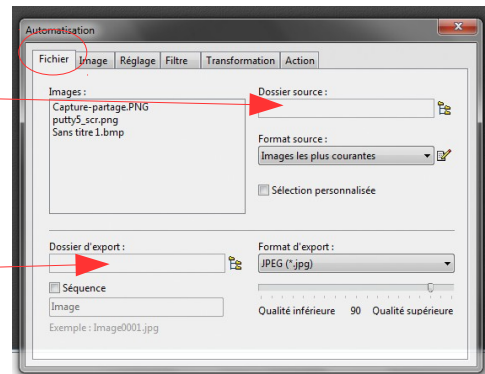 Automatisation
Fichier Image Réglage Filtre Transformation Action
Images :
Capture-partage.PNG
putty5_scr.png
Sans titre1.bmp
Dossier source :
Format source :
Images les plus courantes
Sélection personnalisée
Dossier d'export :
Séquence
Image
Exemple : Image0001.jpg
Format d'export :
JPEG (*.jpg)
Qualité inférieure 90 Qualité supérieure